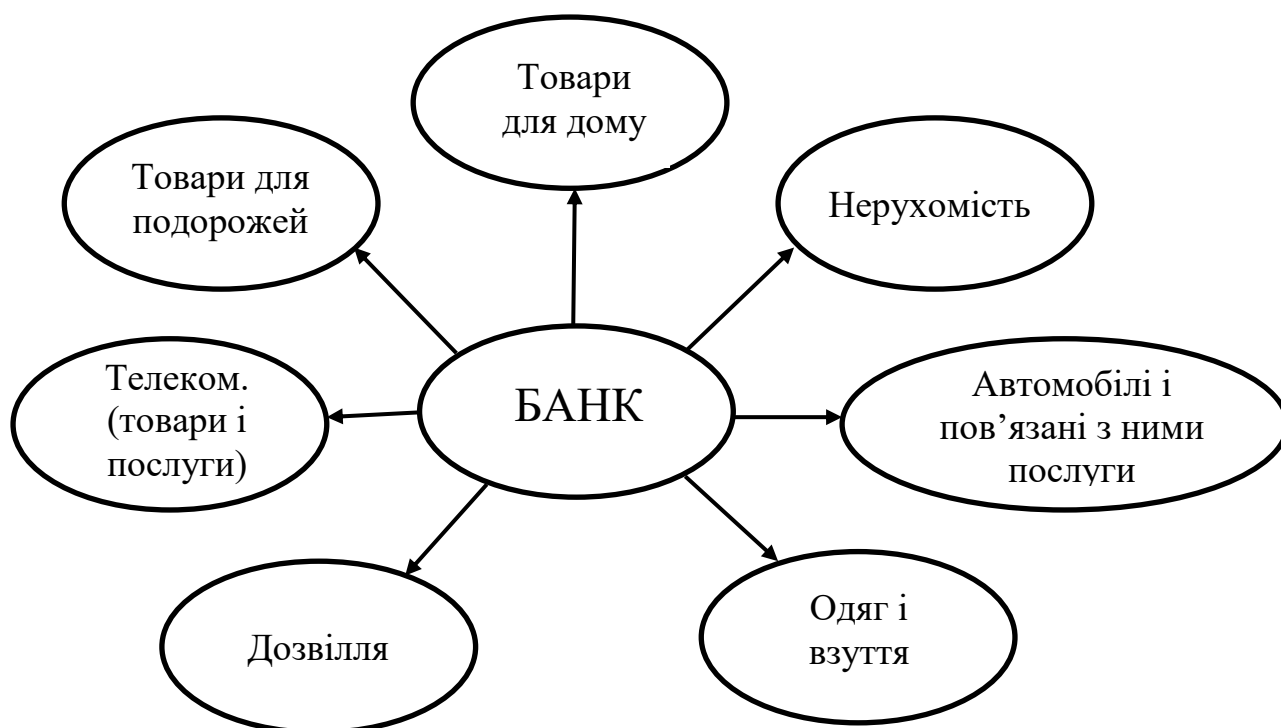 Товари
для дому
Товари для
подорожей
Нерухомість
Телеком.
(товари і
послуги)
БАНК
Автомобілі і
пов’язані з ними
послуги
Дозвілля
Одяг і
взуття